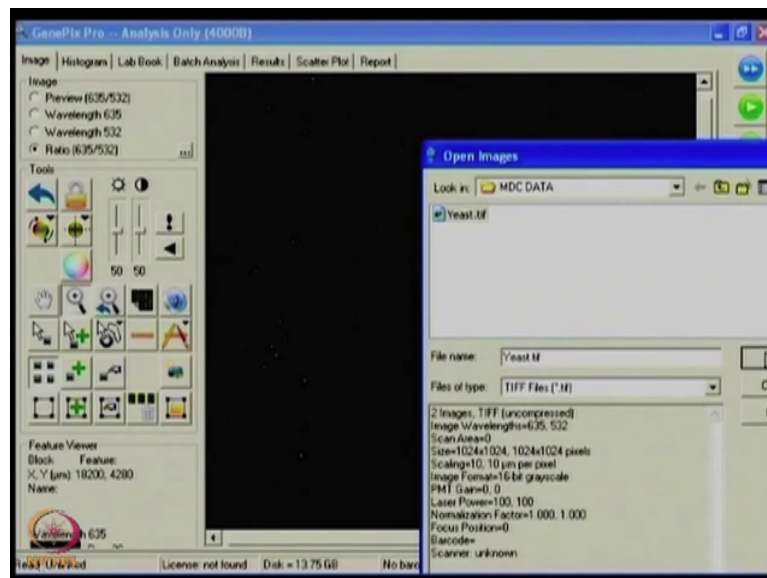 GenePix Pro -- Analysis Only (4000B)
Image | Histogram | Lab Book | Batch Analysis | Results | Scatter Plot | Report
Image
Preview (635/532)
Wavelength 635
Wavelength 532
Ratio (635/532)
...
Tools
50 50
Feature Viewer
Block Feature:
X, Y (µm): 18200, 4280
Name:
Wavelength 635
License: not found
Disk = 13.75 GB
No barc
Open Images
Look in: MDC DATA
Yeast.tif
File name: Yeast.tif
Files of type: TIFF Files (*.tif)
2 Images, TIFF (uncompressed)
Image Wavelengths=635, 532
Scan Area=0
Size=1024x1024, 1024x1024 pixels
Scaling=10, 10 µm per pixel
Image Format=16-bit grayscale
PMT Gain=0, 0
Laser Power=100, 100
Normalization Factor=1.000, 1.000
Focus Position=0
Barcode=
Scanner: unknown